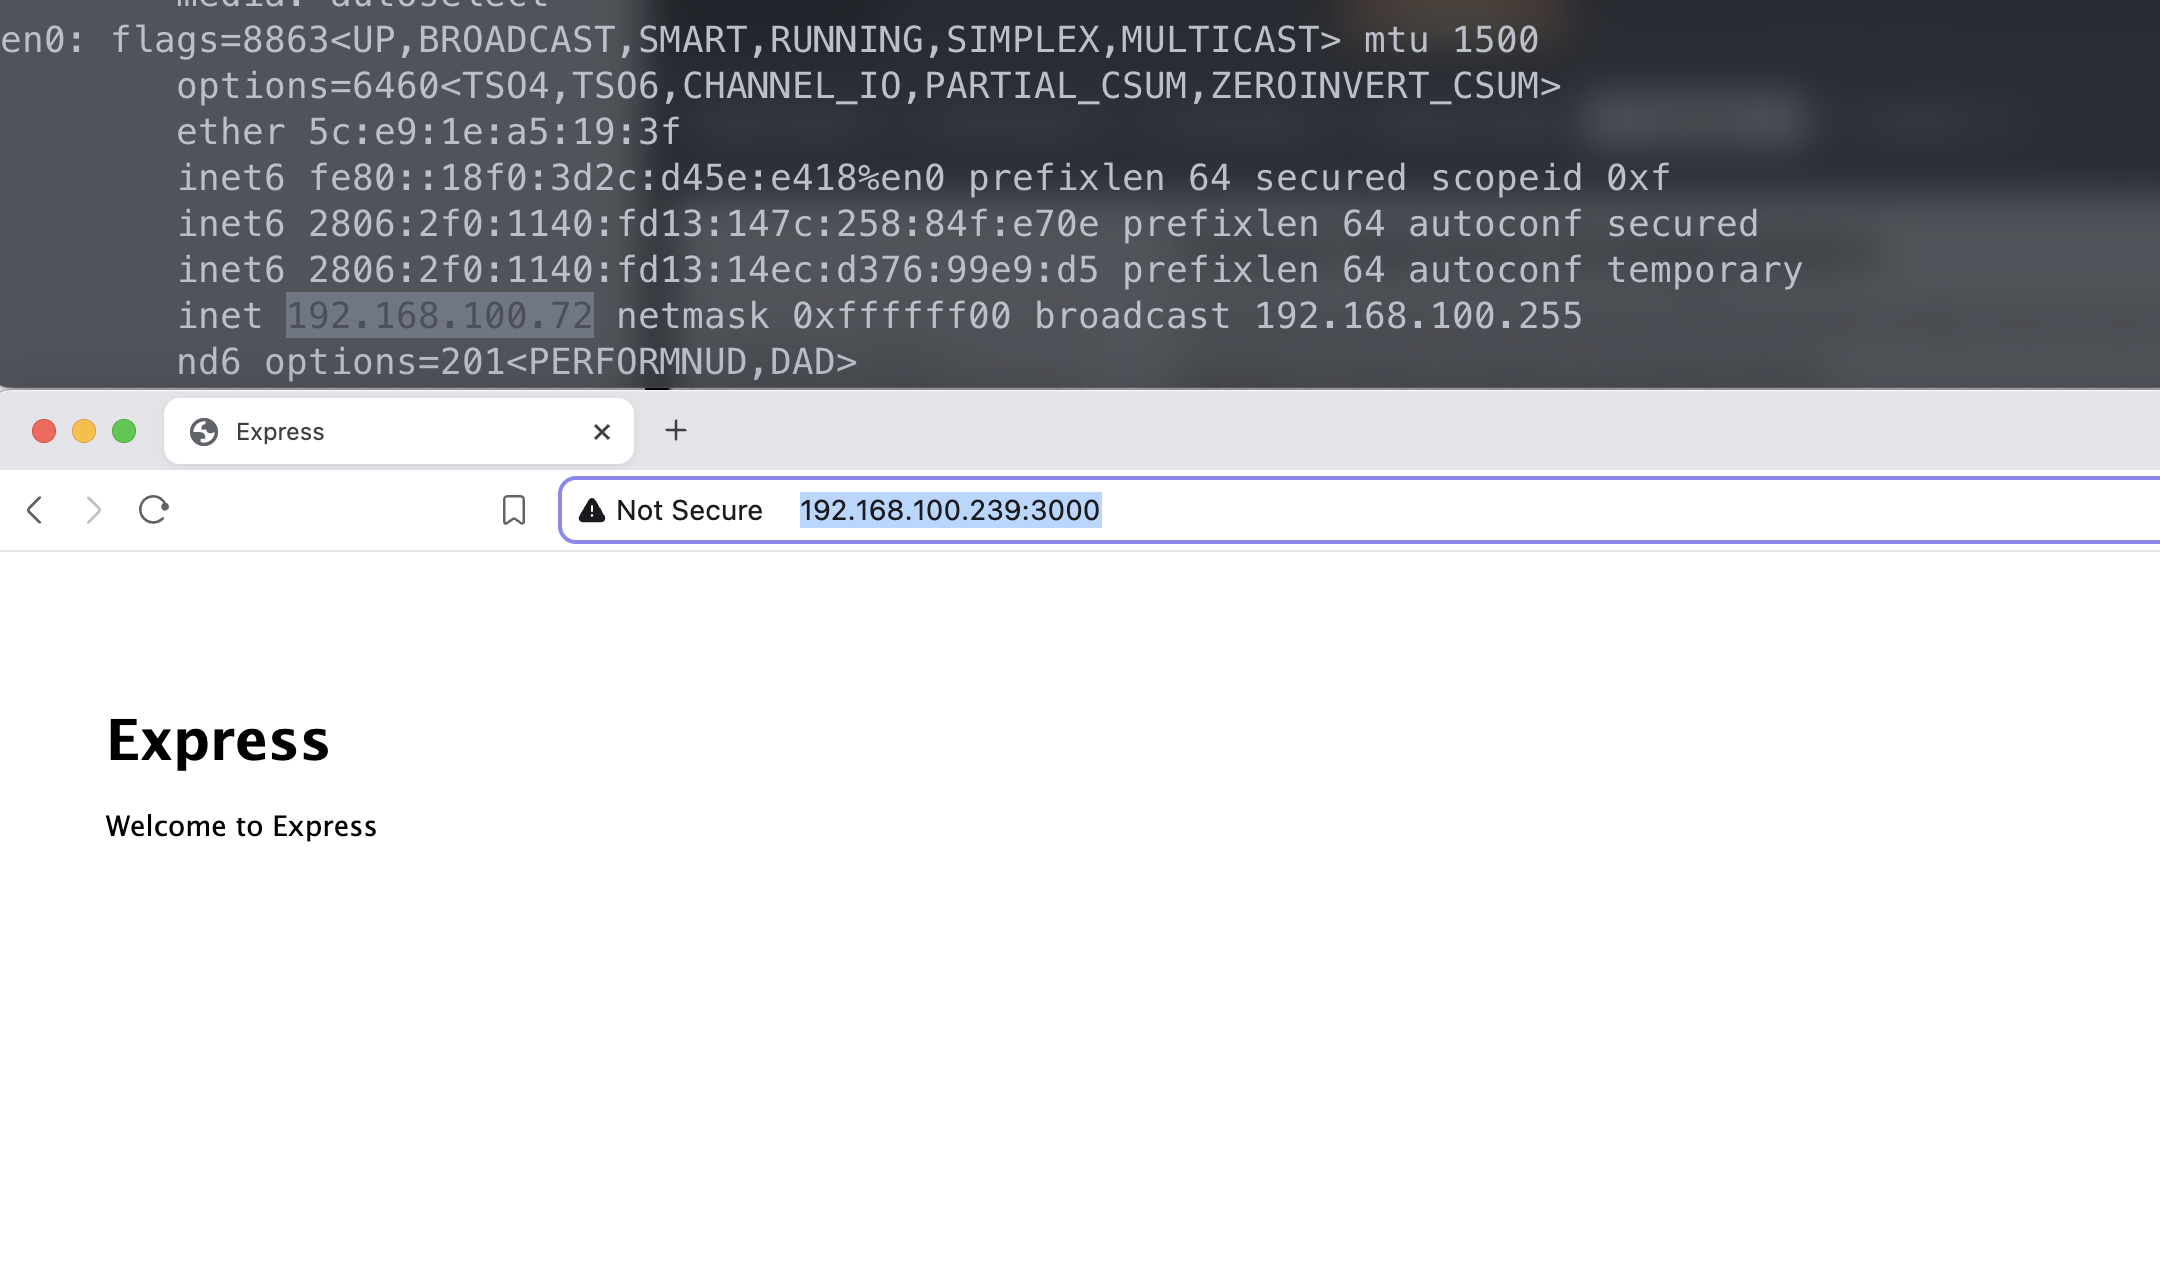 media: autoselect
en0: flags=8863<UP,BROADCAST,SMART,RUNNING,SIMPLEX,MULTICAST> mtu 1500
options=6460<TSO4,TSO6,CHANNEL_IO,PARTIAL_CSUM,ZEROINVERT_CSUM>
ether 5c:e9:1e:a5:19:3f
inet6 fe80::18f0:3d2c:d45e:e418%en0 prefixlen 64 secured scopeid 0xf
inet6 2806:2f0:1140:fd13:147c:258:84f:e70e prefixlen 64 autoconf secured
inet6 2806:2f0:1140:fd13:14ec:d376:99e9:d5 prefixlen 64 autoconf temporary
inet 192.168.100.72 netmask 0xffffff00 broadcast 192.168.100.255
nd6 options=201<PERFORMNUD,DAD>
Express
Not Secure 192.168.100.239:3000
Express
Welcome to Express